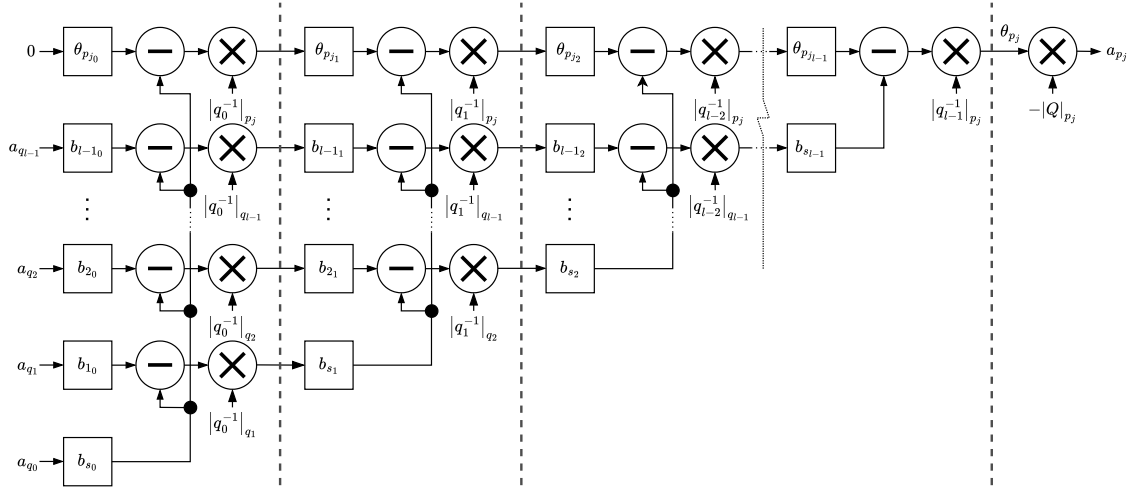 0 θ_{p_{j_0}} θ_{p_{j_1}} θ_{p_{j_2}} θ_{p_{j_{l-1}}} θ_{p_j} a_{p_j}
|q_0^{-1}|_{p_j} |q_1^{-1}|_{p_j} |q_{l-2}^{-1}|_{p_j} |q_{l-1}^{-1}|_{p_j} -|Q|_{p_j}
a_{q_{l-1}} b_{l-1_0} b_{l-1_1} b_{l-1_2} b_{s_{l-1}}
|q_0^{-1}|_{q_{l-1}} |q_1^{-1}|_{q_{l-1}} |q_{l-2}^{-1}|_{q_{l-1}}
⋮ ⋮ ⋮
a_{q_2} b_{2_0} b_{2_1} b_{s_2}
|q_0^{-1}|_{q_2} |q_1^{-1}|_{q_2}
a_{q_1} b_{1_0} b_{s_1}
|q_0^{-1}|_{q_1}
a_{q_0} b_{s_0}